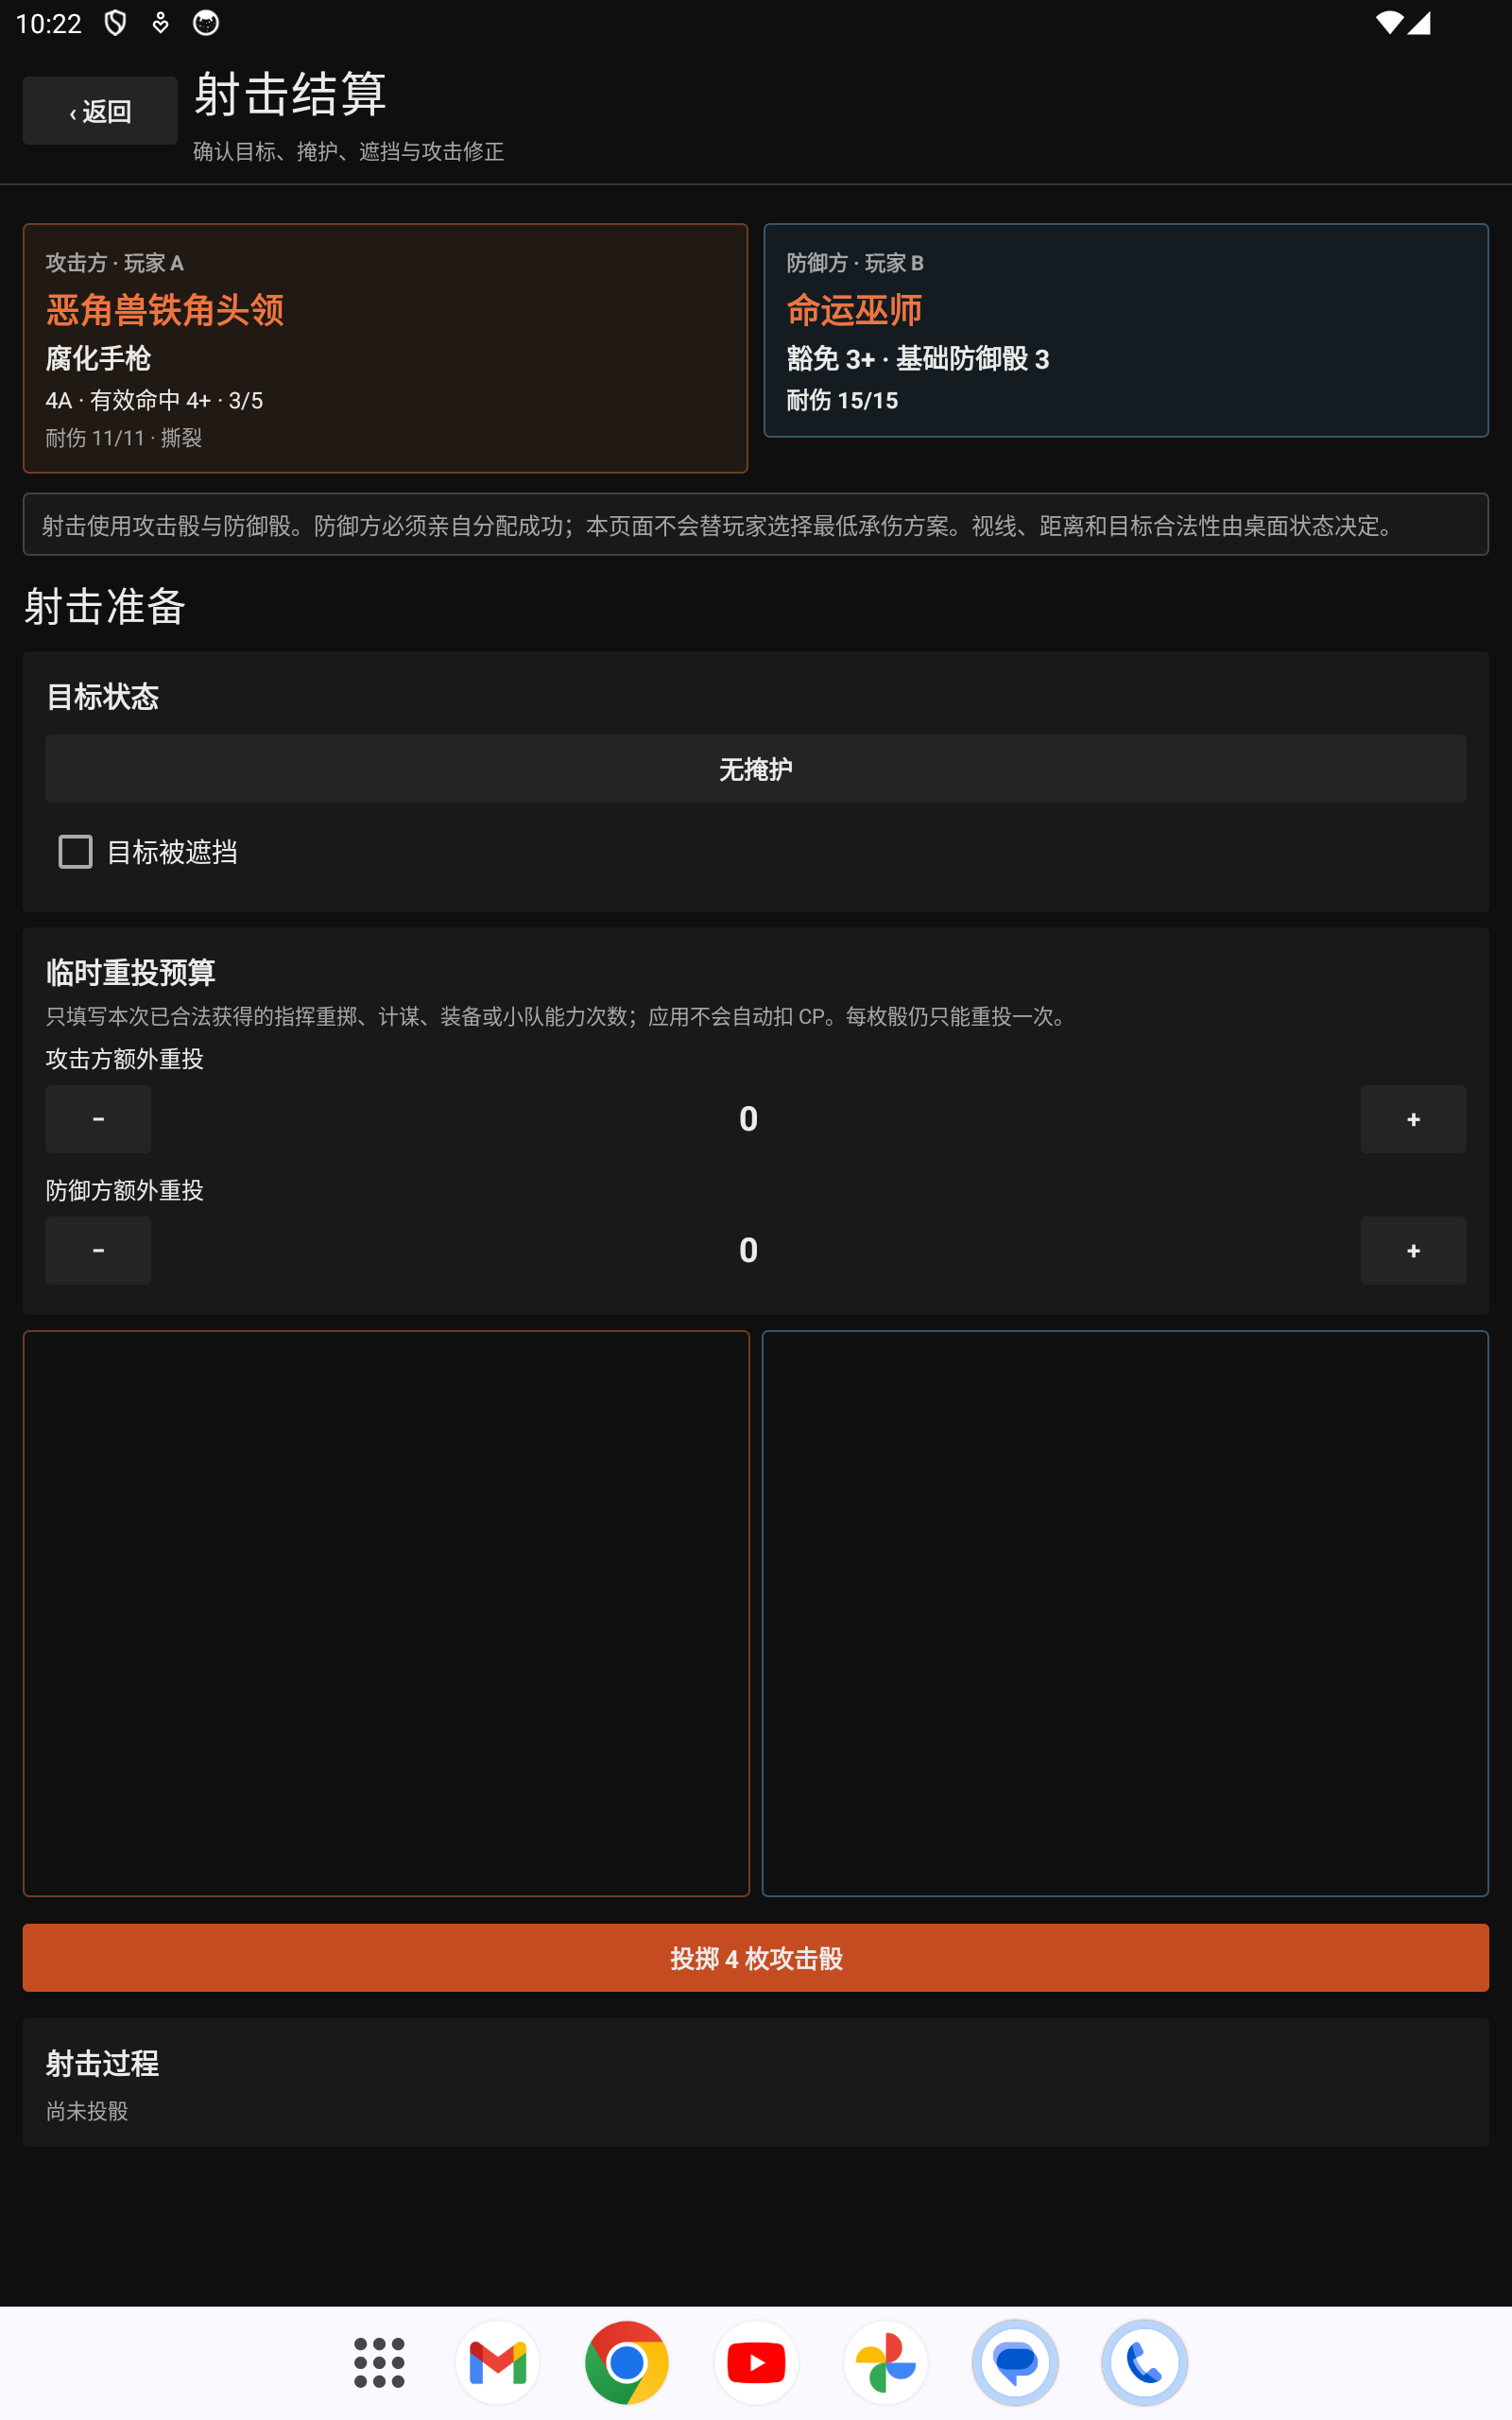 10:22
‹ 返回
射击结算
确认目标、掩护、遮挡与攻击修正
攻击方 · 玩家 A
恶角兽铁角头领
腐化手枪
4A · 有效命中 4+ · 3/5
耐伤 11/11 · 撕裂
防御方 · 玩家 B
命运巫师
豁免 3+ · 基础防御骰 3
耐伤 15/15
射击使用攻击骰与防御骰。防御方必须亲自分配成功；本页面不会替玩家选择最低承伤方案。视线、距离和目标合法性由桌面状态决定。
射击准备
目标状态
无掩护
目标被遮挡
临时重投预算
只填写本次已合法获得的指挥重掷、计谋、装备或小队能力次数；应用不会自动扣 CP。每枚骰仍只能重投一次。
攻击方额外重投
− 0 +
防御方额外重投
− 0 +
投掷 4 枚攻击骰
射击过程
尚未投骰